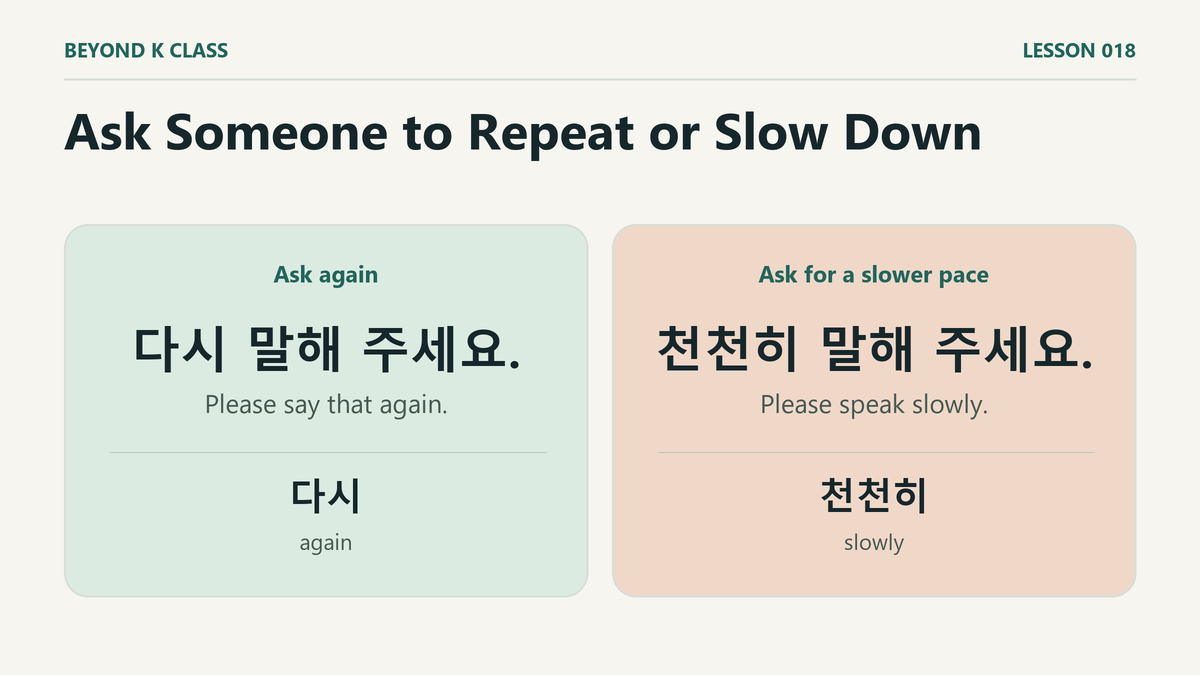 BEYOND K CLASS
LESSON 018
Ask Someone to Repeat or Slow Down
Ask again
다시 말해 주세요.
Please say that again.
다시
again
Ask for a slower pace
천천히 말해 주세요.
Please speak slowly.
천천히
slowly